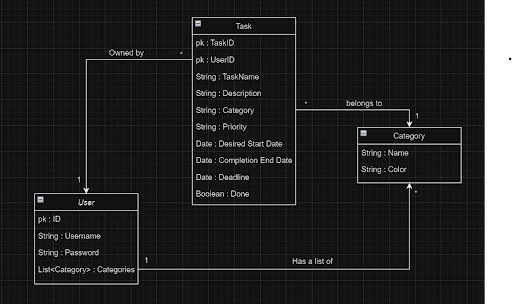 Task
pk : TaskID
pk : UserID
String : TaskName
String : Description
String : Category
String : Priority
Date : Desired Start Date
Date : Completion End Date
Date : Deadline
Boolean : Done
Owned by
*
1
*
belongs to
1
Category
String : Name
String : Color
*
User
pk : ID
String : Username
String : Password
List<Category> : Categories
1
Has a list of